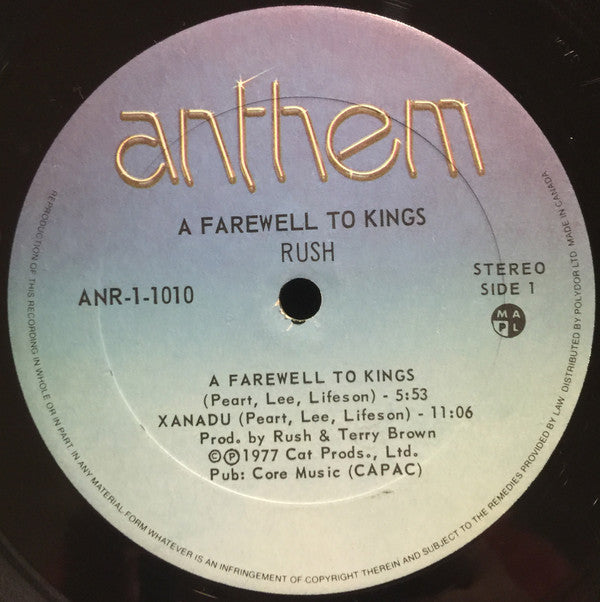 anthem
A FAREWELL TO KINGS
RUSH
ANR-1-1010
STEREO
SIDE 1
M A
P L
A FAREWELL TO KINGS
(Peart, Lee, Lifeson) - 5:53
XANADU (Peart, Lee, Lifeson) - 11:06
Prod. by Rush & Terry Brown
©℗1977 Cat Prods., Ltd.
Pub: Core Music (CAPAC)
REPRODUCTION OF THIS RECORDING IN WHOLE OR IN PART IN ANY MATERIAL FORM WHATEVER IS AN INFRINGEMENT OF COPYRIGHT THEREIN AND SUBJECT TO THE REMEDIES PROVIDED BY LAW. DISTRIBUTED BY POLYDOR LTD. MADE IN CANADA.